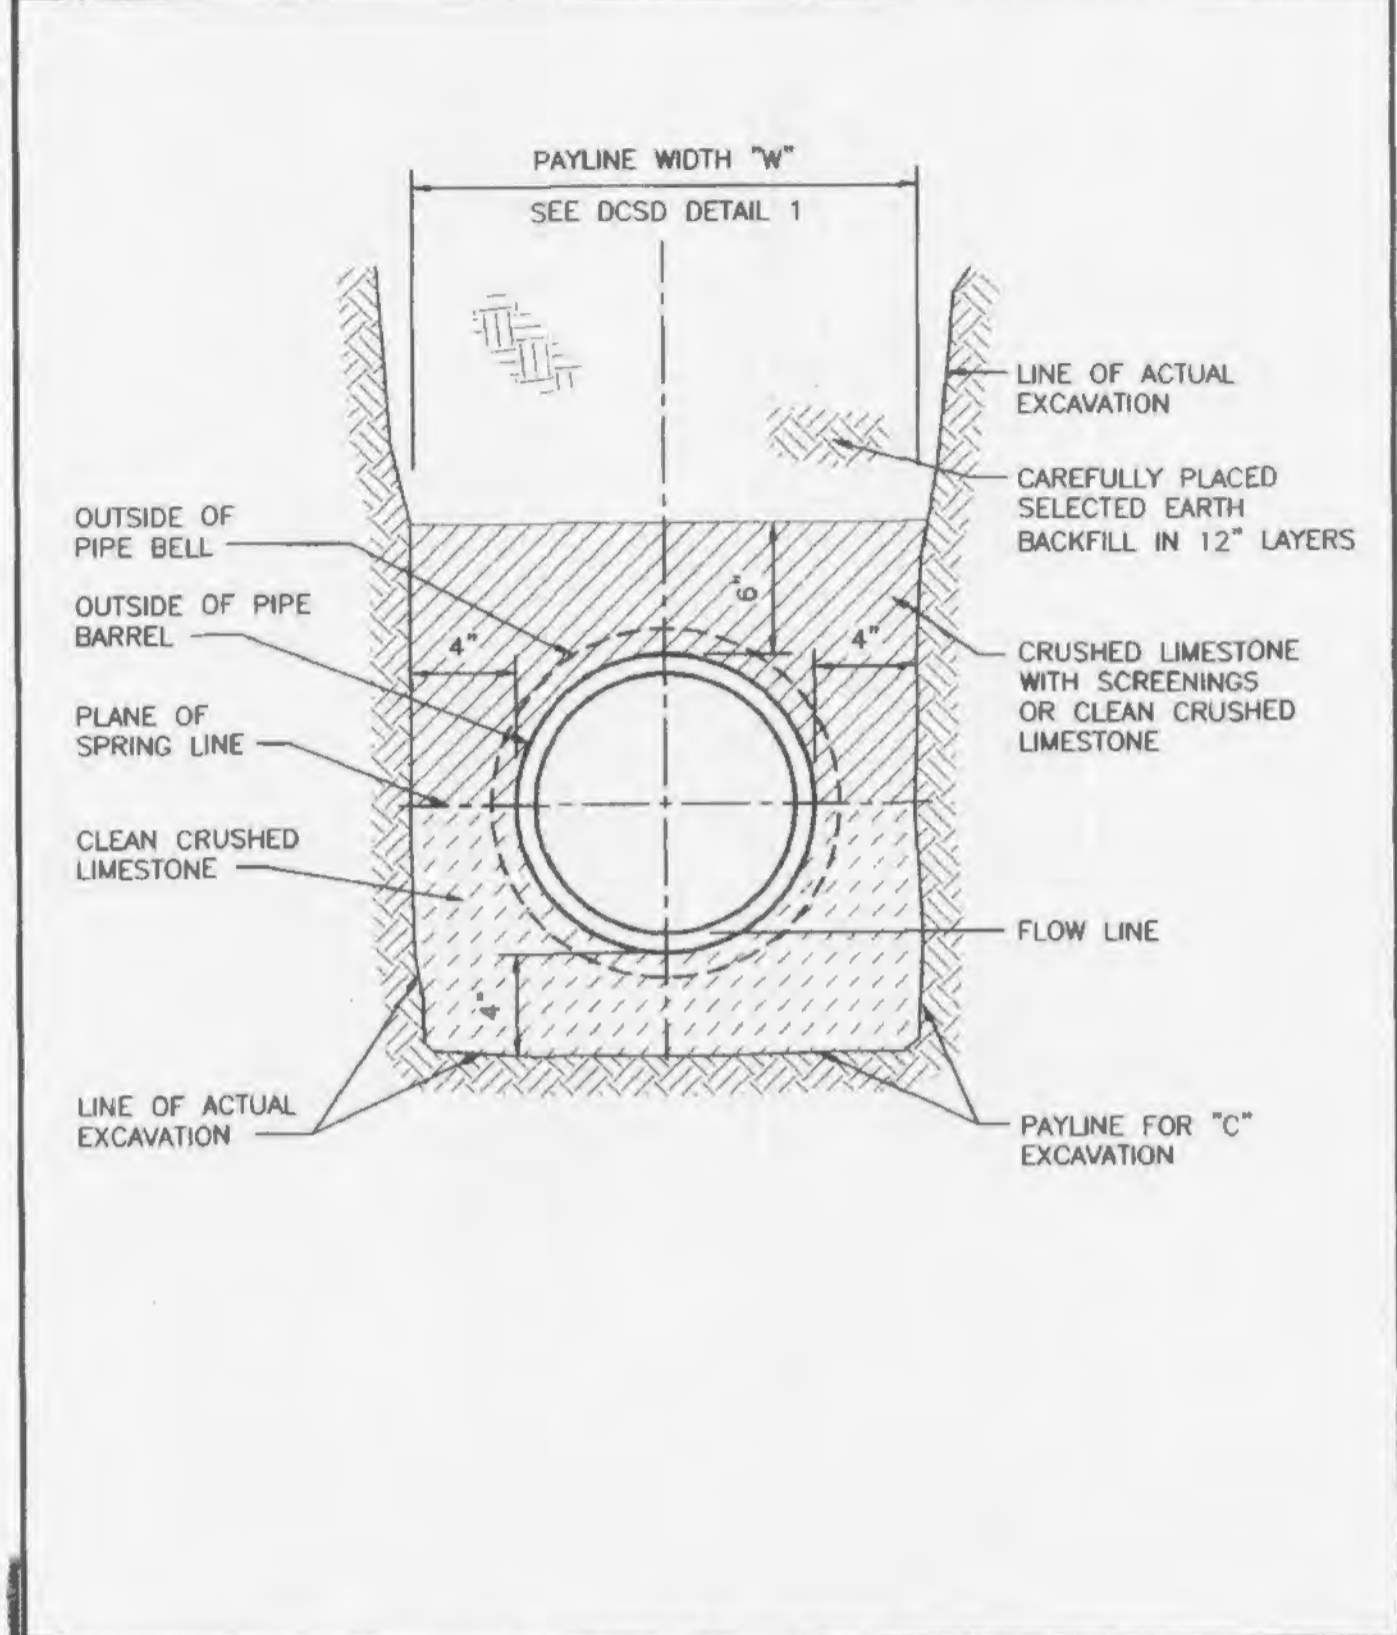 PAYLINE WIDTH "W"
SEE DCSD DETAIL 1
LINE OF ACTUAL
EXCAVATION
CAREFULLY PLACED
SELECTED EARTH
BACKFILL IN 12" LAYERS
OUTSIDE OF
PIPE BELL
6"
OUTSIDE OF PIPE
BARREL
4"
4"
CRUSHED LIMESTONE
WITH SCREENINGS
OR CLEAN CRUSHED
LIMESTONE
PLANE OF
SPRING LINE
CLEAN CRUSHED
LIMESTONE
FLOW LINE
4"
LINE OF ACTUAL
EXCAVATION
PAYLINE FOR "C"
EXCAVATION